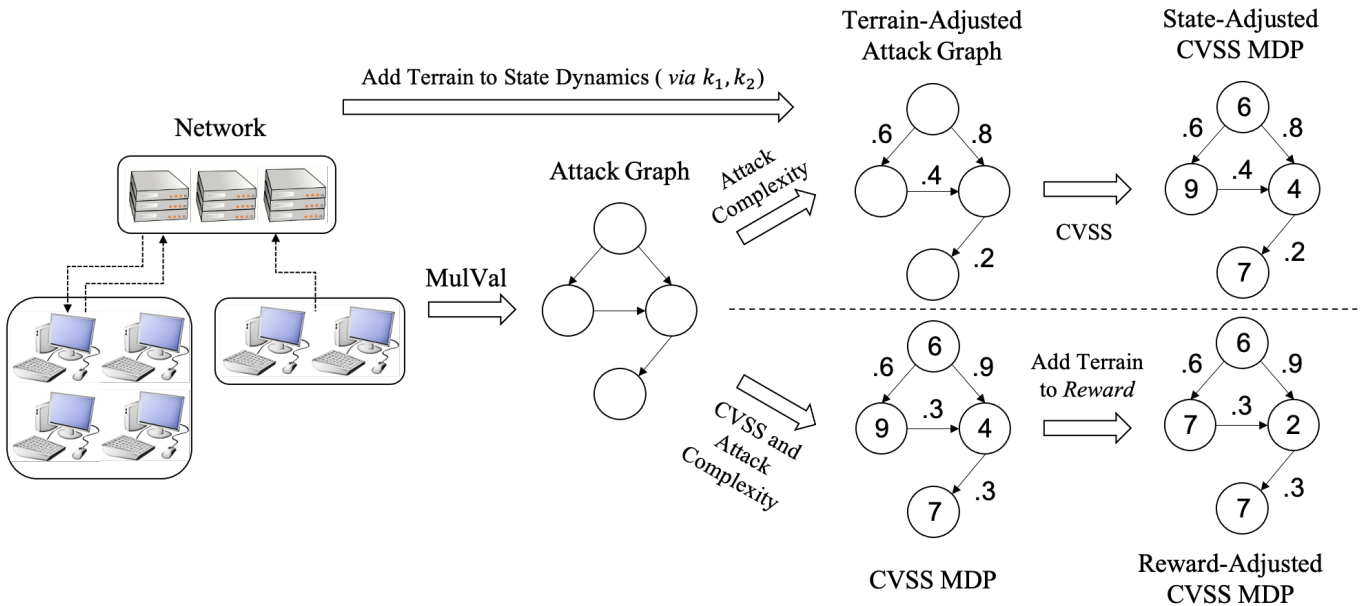 Terrain-Adjusted
Attack Graph
State-Adjusted
CVSS MDP
Add Terrain to State Dynamics ( via k₁, k₂)
Network
Attack Graph
MulVal
Attack
Complexity
.6
.8
.4
.2
CVSS
6
.6
.8
9
.4
4
.2
7
CVSS and
Attack
Complexity
6
.6
.9
9
.3
4
.3
7
CVSS MDP
Add Terrain
to Reward
6
.6
.9
7
.3
2
.3
7
Reward-Adjusted
CVSS MDP